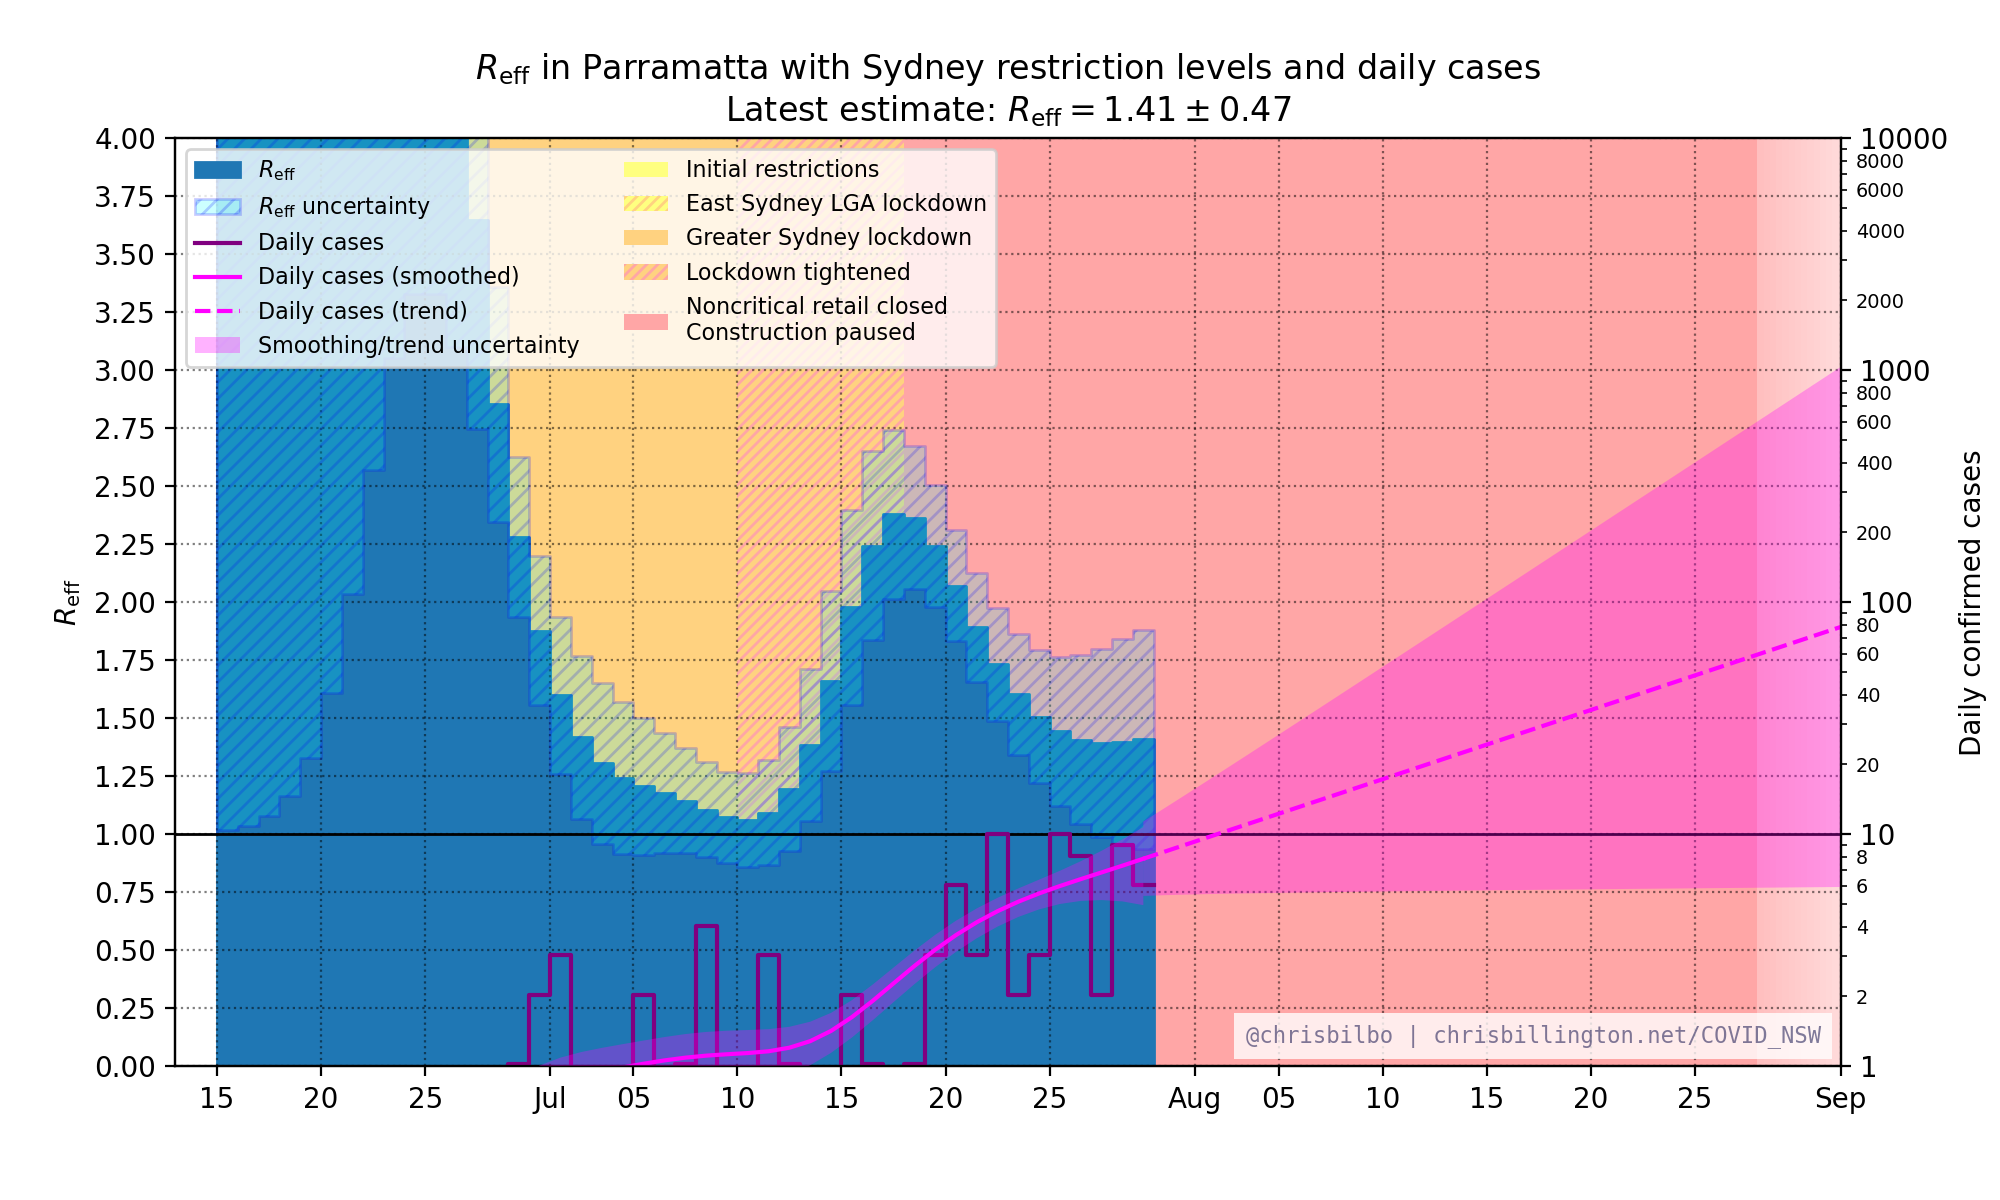 R_eff in Parramatta with Sydney restriction levels and daily cases
Latest estimate: R_eff = 1.41 ± 0.47
R_eff
R_eff uncertainty
Daily cases
Daily cases (smoothed)
Daily cases (trend)
Smoothing/trend uncertainty
Initial restrictions
East Sydney LGA lockdown
Greater Sydney lockdown
Lockdown tightened
Noncritical retail closed
Construction paused
R_eff
4.00
3.75
3.50
3.25
3.00
2.75
2.50
2.25
2.00
1.75
1.50
1.25
1.00
0.75
0.50
0.25
0.00
15 20 25 Jul 05 10 15 20 25 Aug 05 10 15 20 25 Sep
10000
8000
6000
4000
2000
1000
800
600
400
200
100
80
60
40
20
10
8
6
4
2
1
Daily confirmed cases
@chrisbilbo | chrisbillington.net/COVID_NSW